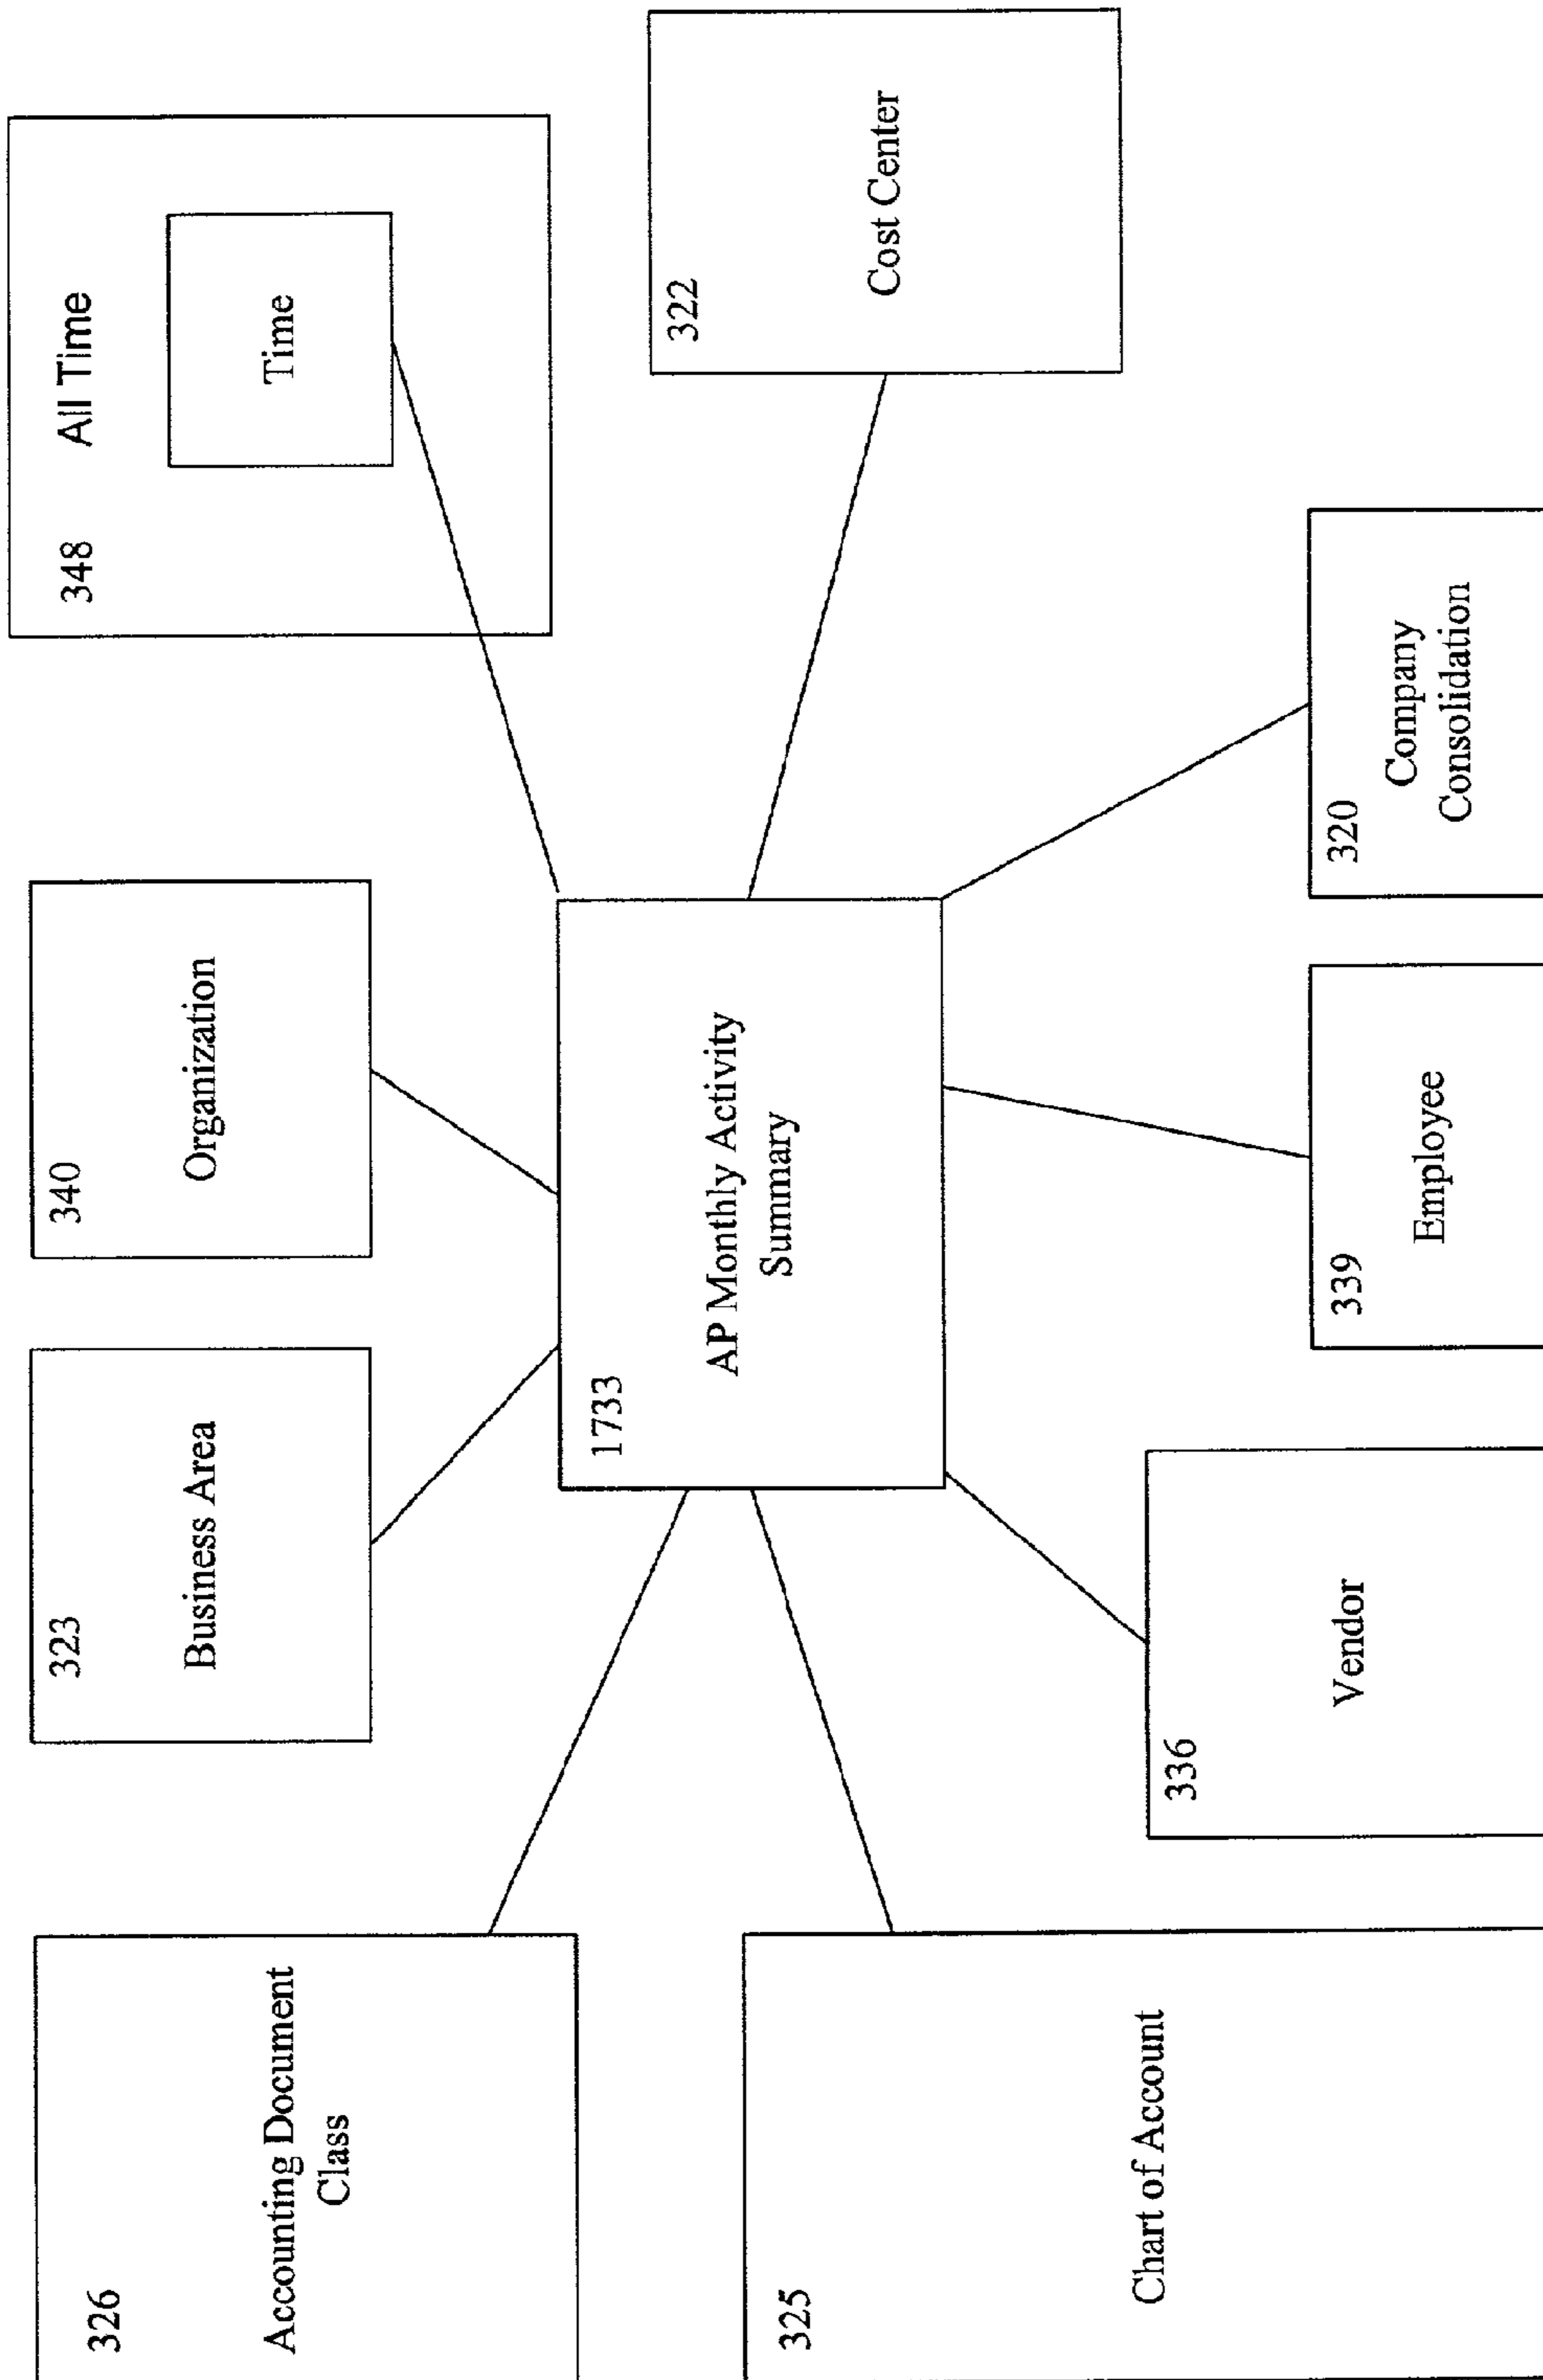 326
Accounting Document
Class
323
Business Area
340
Organization
348
All Time
Time
1733
AP Monthly Activity
Summary
322
Cost Center
325
Chart of Account
336
Vendor
339
Employee
320
Company
Consolidation